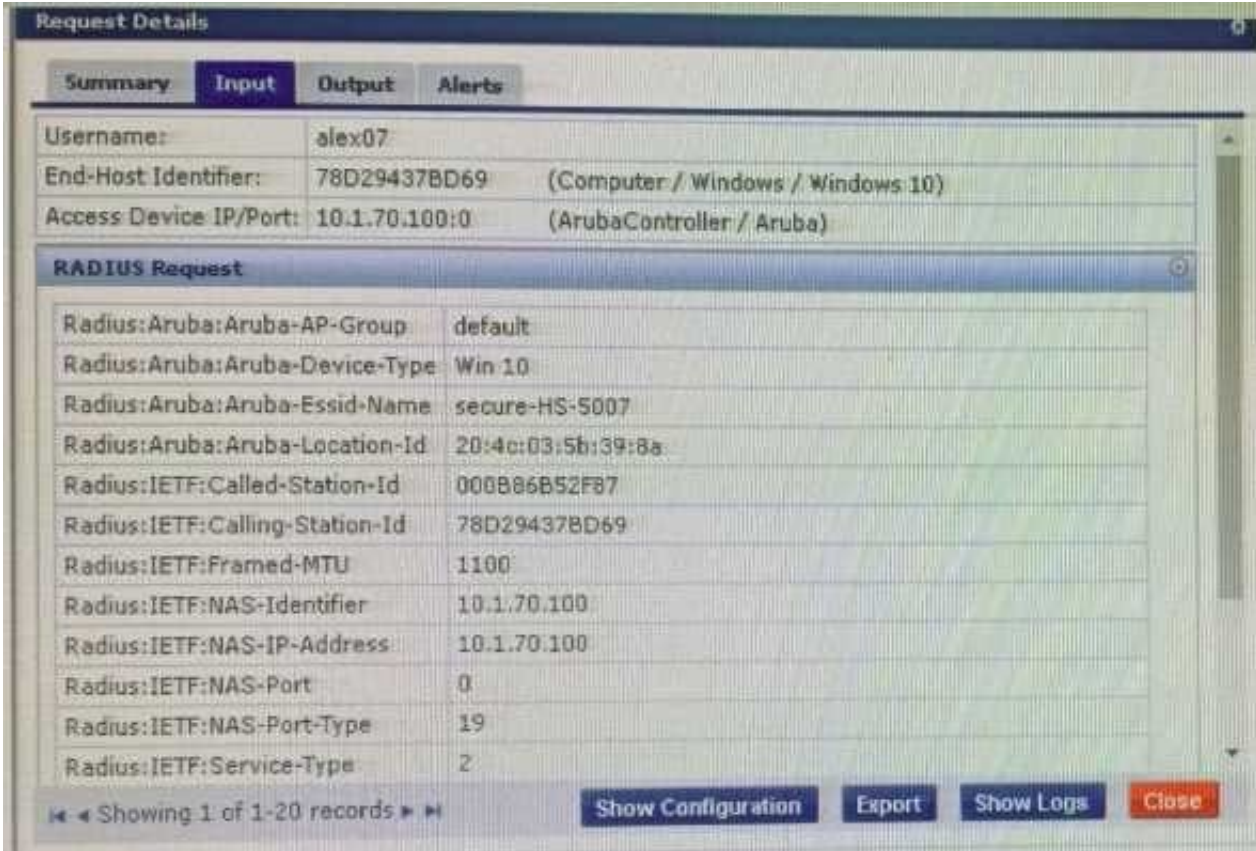 Request Details
Summary Input Output Alerts
Username: alex07
End-Host Identifier: 78D29437BD69 (Computer / Windows / Windows 10)
Access Device IP/Port: 10.1.70.100:0 (ArubaController / Aruba)
RADIUS Request
Radius:Aruba:Aruba-AP-Group default
Radius:Aruba:Aruba-Device-Type Win 10
Radius:Aruba:Aruba-Essid-Name secure-HS-5007
Radius:Aruba:Aruba-Location-Id 20:4c:03:5b:39:8a
Radius:IETF:Called-Station-Id 000B86B52F87
Radius:IETF:Calling-Station-Id 78D29437BD69
Radius:IETF:Framed-MTU 1100
Radius:IETF:NAS-Identifier 10.1.70.100
Radius:IETF:NAS-IP-Address 10.1.70.100
Radius:IETF:NAS-Port 0
Radius:IETF:NAS-Port-Type 19
Radius:IETF:Service-Type 2
Showing 1 of 1-20 records Show Configuration Export Show Logs Close